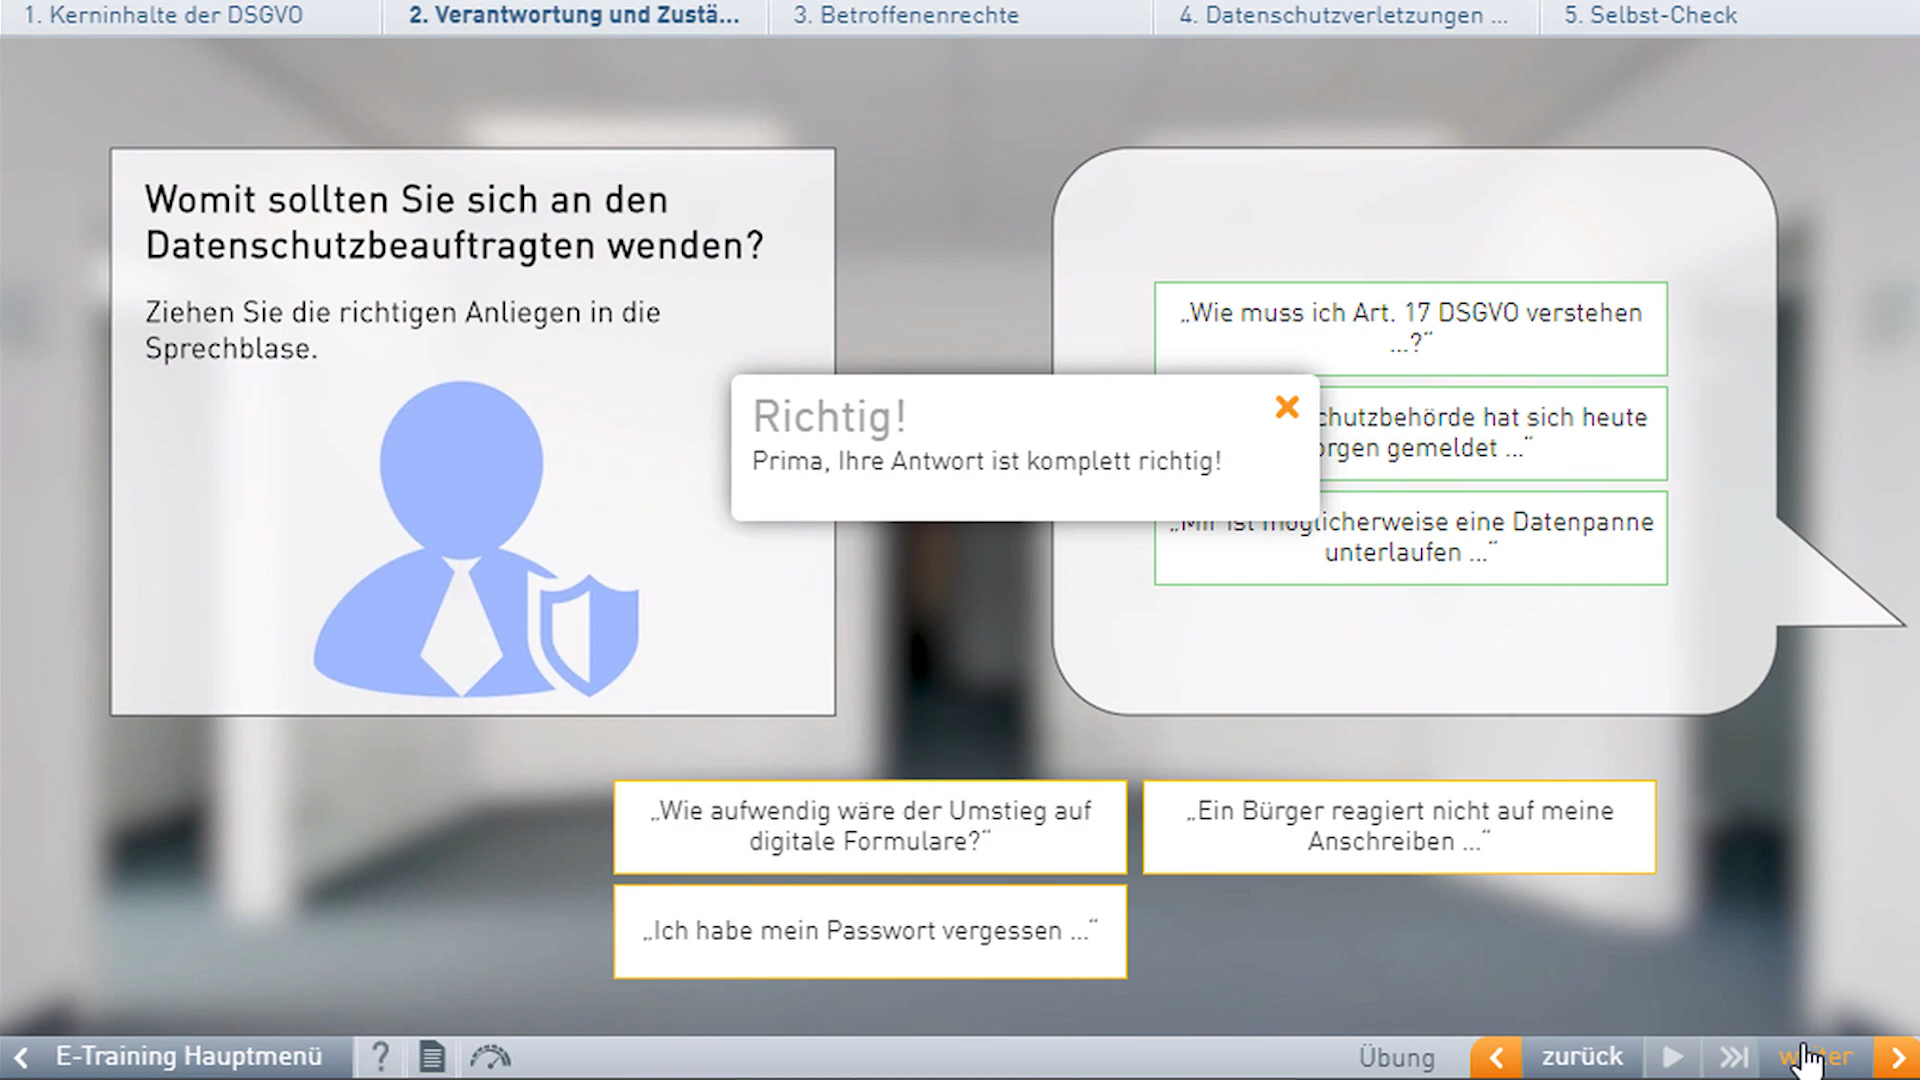 1. Kerninhalte der DSGVO
2. Verantwortung und Zustä...
3. Betroffenenrechte
4. Datenschutzverletzungen ...
5. Selbst-Check
Womit sollten Sie sich an den
Datenschutzbeauftragten wenden?
Ziehen Sie die richtigen Anliegen in die
Sprechblase.
„Wie muss ich Art. 17 DSGVO verstehen
...?“
hat sich heute
gemeldet ...“
„Mir ist möglicherweise eine Datenpanne
unterlaufen ...“
Richtig!
Prima, Ihre Antwort ist komplett richtig!
„Wie aufwendig wäre der Umstieg auf
digitale Formulare?“
„Ein Bürger reagiert nicht auf meine
Anschreiben ...“
„Ich habe mein Passwort vergessen ...“
E-Training Hauptmenü
?
Übung
zurück
weiter